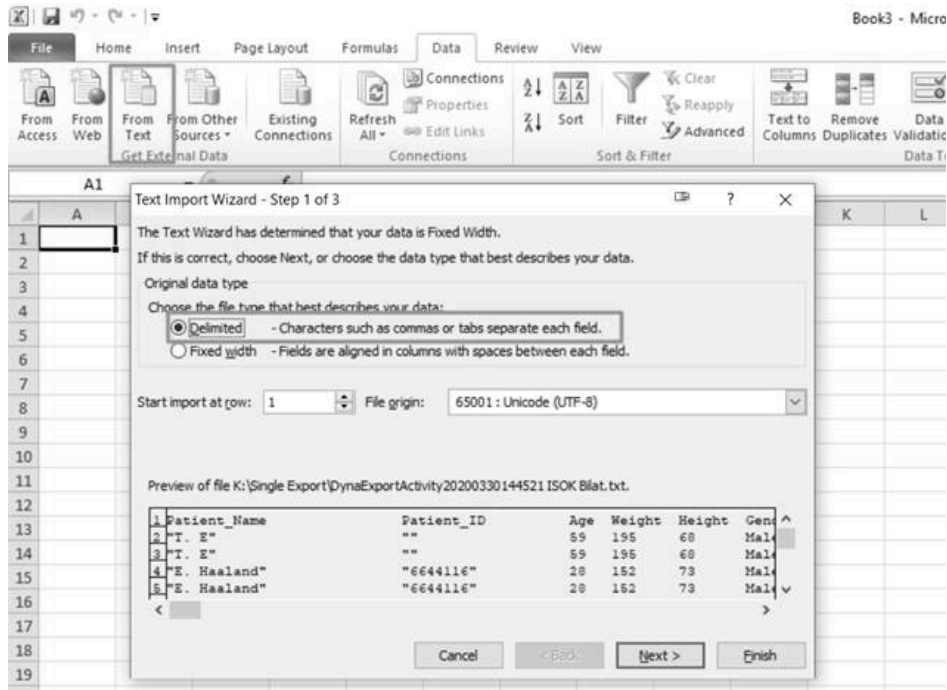 Book3 - Micro
File Home Insert Page Layout Formulas Data Review View
From Access
From Web
From Text
From Other Sources
Existing Connections
Get External Data
Refresh All
Connections
Properties
Edit Links
Connections
Sort
Filter
Clear
Reapply
Advanced
Sort & Filter
Text to Columns
Remove Duplicates
Data
Data T
A1
A K L
1
2
3
4
5
6
7
8
9
10
11
12
13
14
15
16
17
18
19
Text Import Wizard - Step 1 of 3 ?
The Text Wizard has determined that your data is Fixed Width.
If this is correct, choose Next, or choose the data type that best describes your data.
Original data type
Choose the file type that best describes your data:
Delimited - Characters such as commas or tabs separate each field.
Fixed width - Fields are aligned in columns with spaces between each field.
Start import at row: 1 File origin: 65001 : Unicode (UTF-8)
Preview of file K:\Single Export\DynaExportActivity20200330144521 ISOK Bilat.txt.
1 Patient_Name Patient_ID Age Weight Height Gend
2 "T. E" "" 59 195 68 Male
3 "T. E" "" 59 195 68 Male
4 "E. Haaland" "6644116" 28 152 73 Male
5 "E. Haaland" "6644116" 28 152 73 Male
Cancel < Back Next > Finish